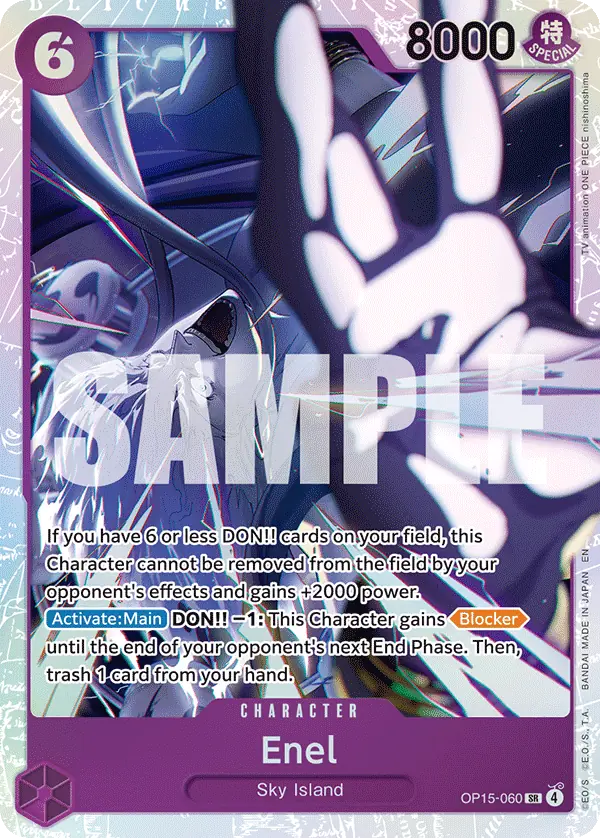 6
8000
特
SPECIAL
TV animation ONE PIECE nishinoshima
SAMPLE
If you have 6 or less DON!! cards on your field, this
Character cannot be removed from the field by your
opponent's effects and gains +2000 power.
Activate:Main DON!! −1: This Character gains Blocker
until the end of your opponent's next End Phase. Then,
trash 1 card from your hand.
CHARACTER
Enel
Sky Island
OP15-060 SR 4
©E.O./S ©E.O./S., T.A. BANDAI MADE IN JAPAN EN